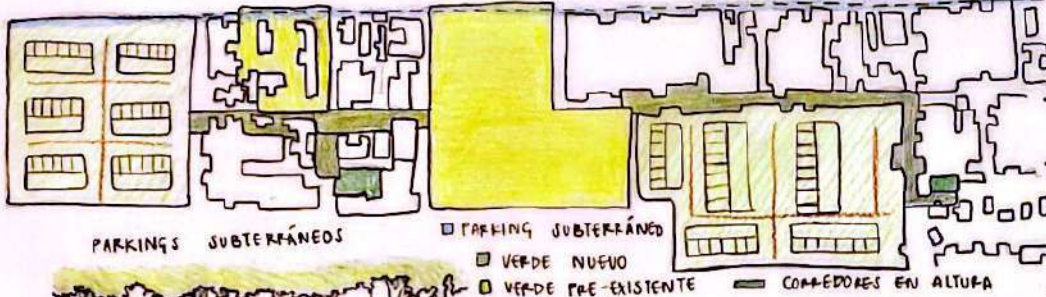 PARKINGS SUBTERRÁNEOS
PARKING SUBTERRÁNEO
VERDE NUEVO
VERDE PRE-EXISTENTE
CORREDORES EN ALTURA